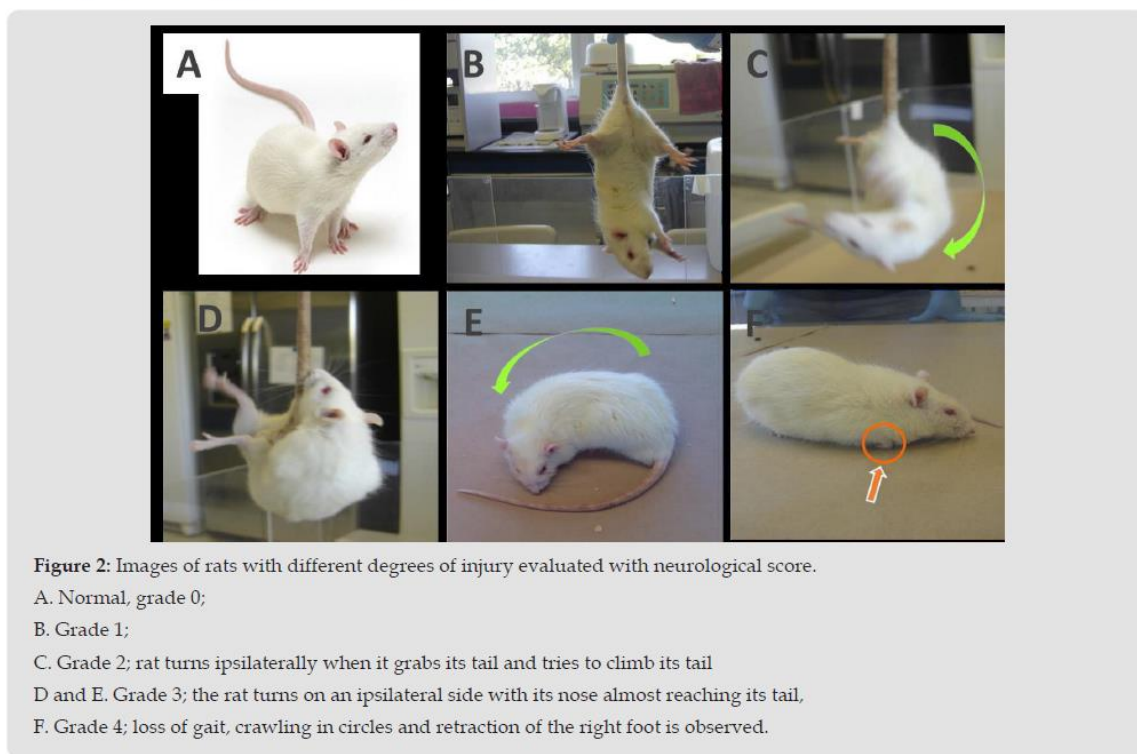 A
B
C
D
E
F
Figure 2: Images of rats with different degrees of injury evaluated with neurological score.
A. Normal, grade 0;
B. Grade 1;
C. Grade 2; rat turns ipsilaterally when it grabs its tail and tries to climb its tail
D and E. Grade 3; the rat turns on an ipsilateral side with its nose almost reaching its tail,
F. Grade 4; loss of gait, crawling in circles and retraction of the right foot is observed.